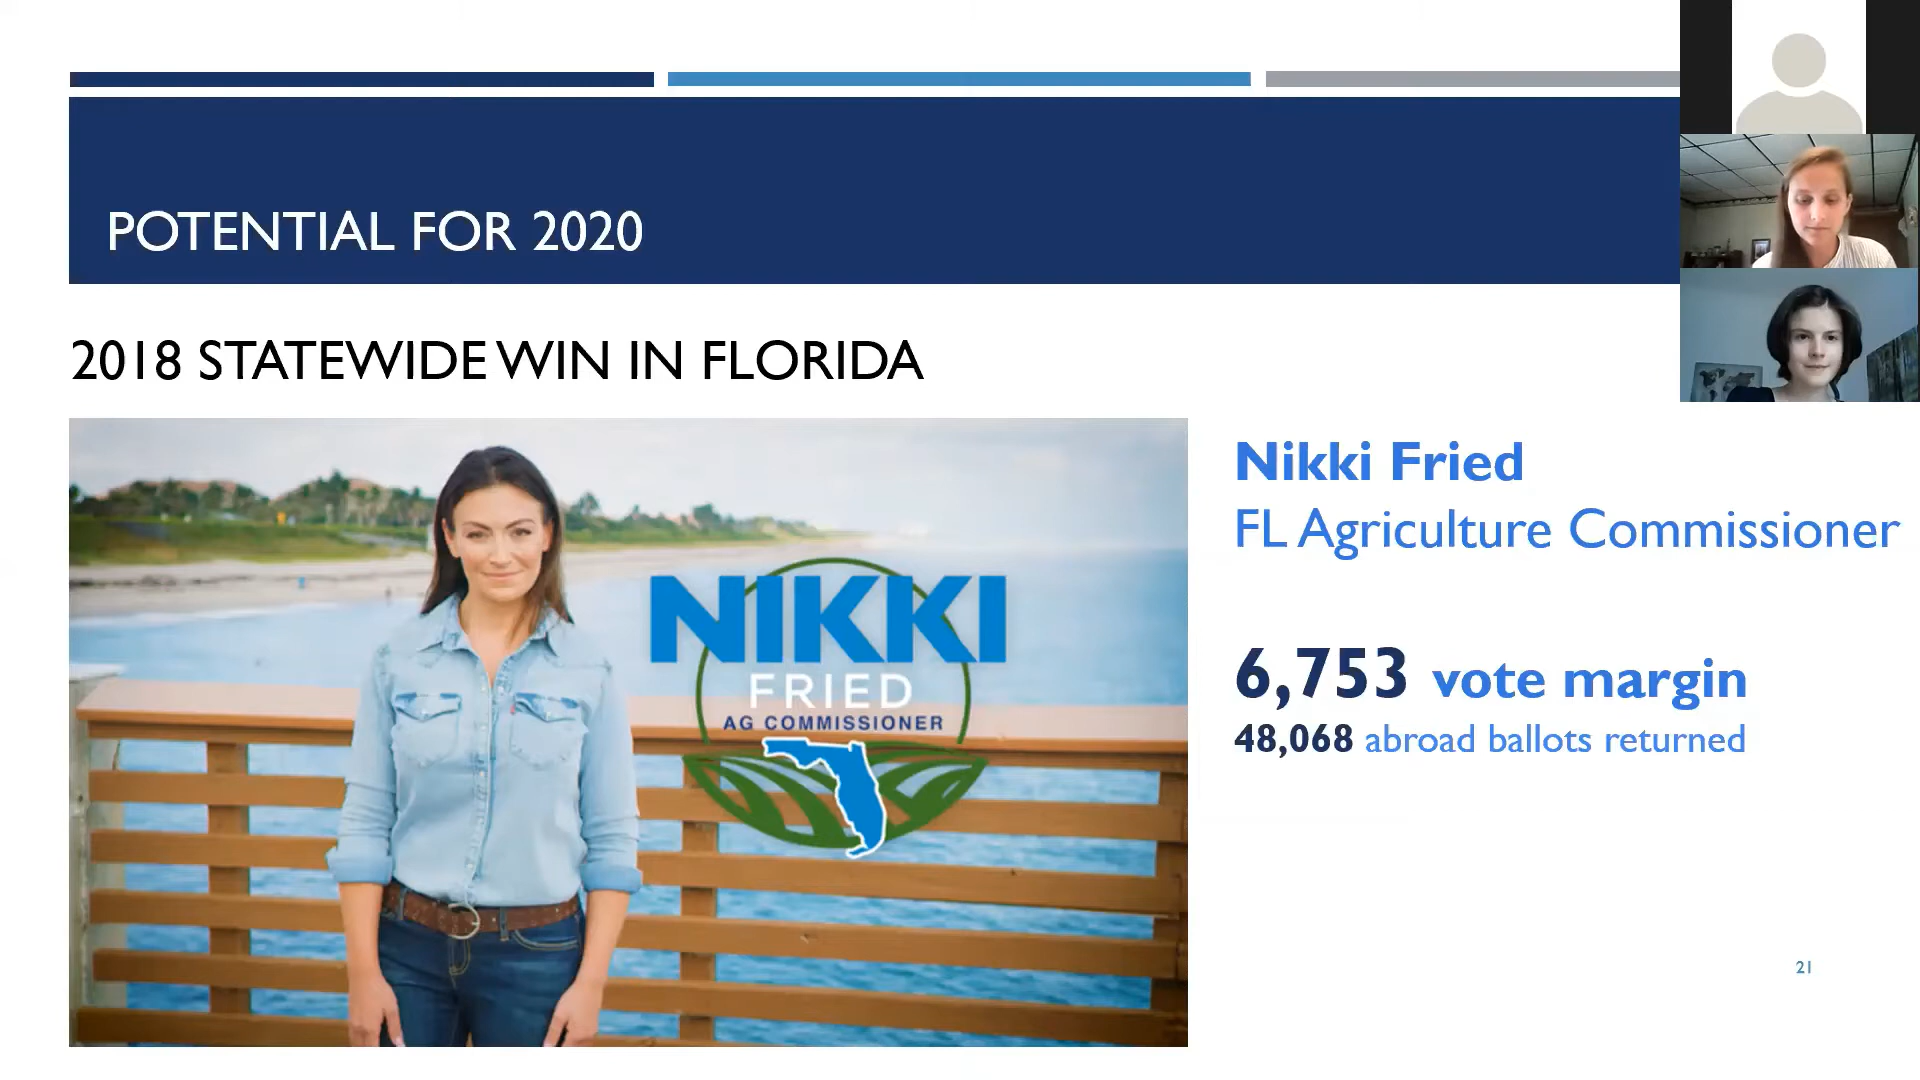 POTENTIAL FOR 2020
2018 STATEWIDE WIN IN FLORIDA
NIKKI
FRIED
AG COMMISSIONER
Nikki Fried
FL Agriculture Commissioner
6,753 vote margin
48,068 abroad ballots returned
21